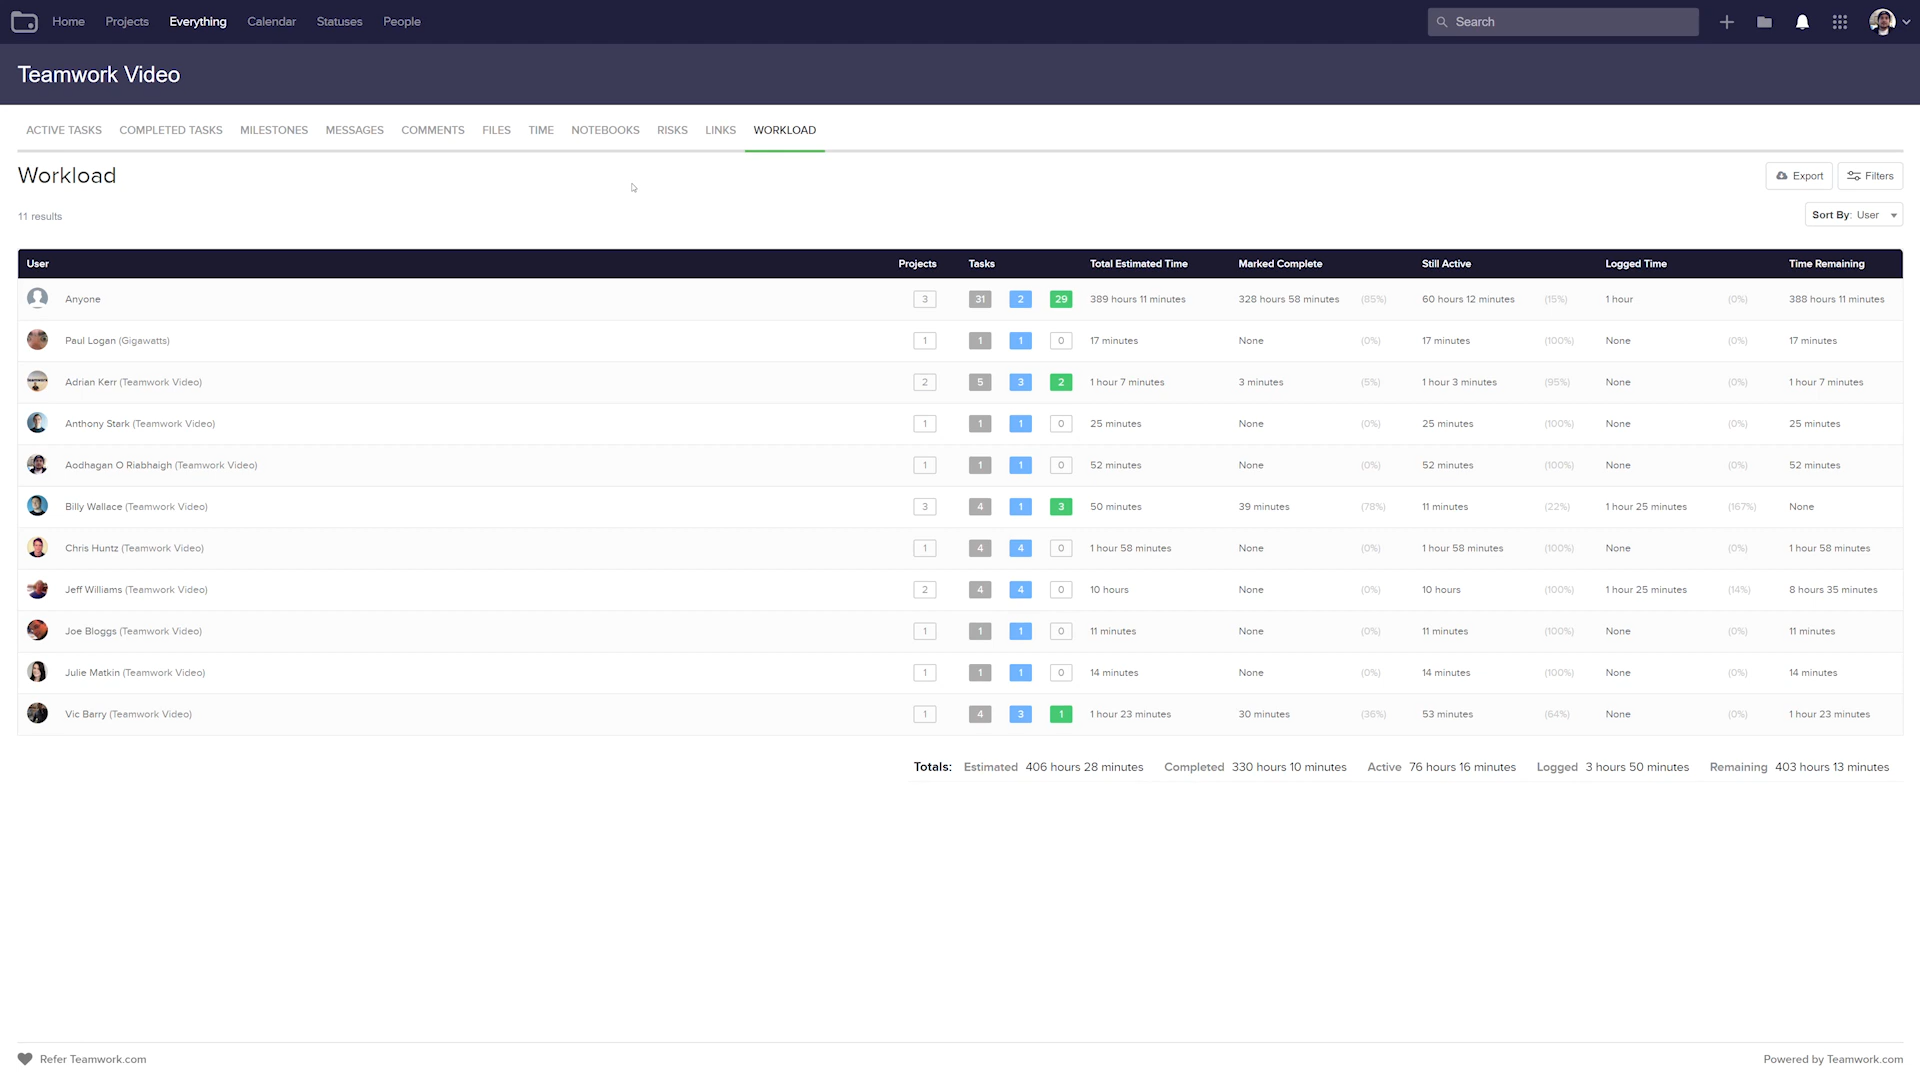 Home Projects Everything Calendar Statuses People Search
Teamwork Video
ACTIVE TASKS COMPLETED TASKS MILESTONES MESSAGES COMMENTS FILES TIME NOTEBOOKS RISKS LINKS WORKLOAD
Workload Export Filters
11 results Sort By: User
User Projects Tasks Total Estimated Time Marked Complete Still Active Logged Time Time Remaining
Anyone 3 31 2 29 389 hours 11 minutes 328 hours 58 minutes (85%) 60 hours 12 minutes (15%) 1 hour (0%) 388 hours 11 minutes
Paul Logan (Gigawatts) 1 1 1 0 17 minutes None (0%) 17 minutes (100%) None (0%) 17 minutes
Adrian Kerr (Teamwork Video) 2 5 3 2 1 hour 7 minutes 3 minutes (5%) 1 hour 3 minutes (95%) None (0%) 1 hour 7 minutes
Anthony Stark (Teamwork Video) 1 1 1 0 25 minutes None (0%) 25 minutes (100%) None (0%) 25 minutes
Aodhagan O Riabhaigh (Teamwork Video) 1 1 1 0 52 minutes None (0%) 52 minutes (100%) None (0%) 52 minutes
Billy Wallace (Teamwork Video) 3 4 1 3 50 minutes 39 minutes (78%) 11 minutes (22%) 1 hour 25 minutes (167%) None
Chris Huntz (Teamwork Video) 1 4 4 0 1 hour 58 minutes None (0%) 1 hour 58 minutes (100%) None (0%) 1 hour 58 minutes
Jeff Williams (Teamwork Video) 2 4 4 0 10 hours None (0%) 10 hours (100%) 1 hour 25 minutes (14%) 8 hours 35 minutes
Joe Bloggs (Teamwork Video) 1 1 1 0 11 minutes None (0%) 11 minutes (100%) None (0%) 11 minutes
Julie Matkin (Teamwork Video) 1 1 1 0 14 minutes None (0%) 14 minutes (100%) None (0%) 14 minutes
Vic Barry (Teamwork Video) 1 4 3 1 1 hour 23 minutes 30 minutes (36%) 53 minutes (64%) None (0%) 1 hour 23 minutes
Totals: Estimated 406 hours 28 minutes Completed 330 hours 10 minutes Active 76 hours 16 minutes Logged 3 hours 50 minutes Remaining 403 hours 13 minutes
Refer Teamwork.com Powered by Teamwork.com